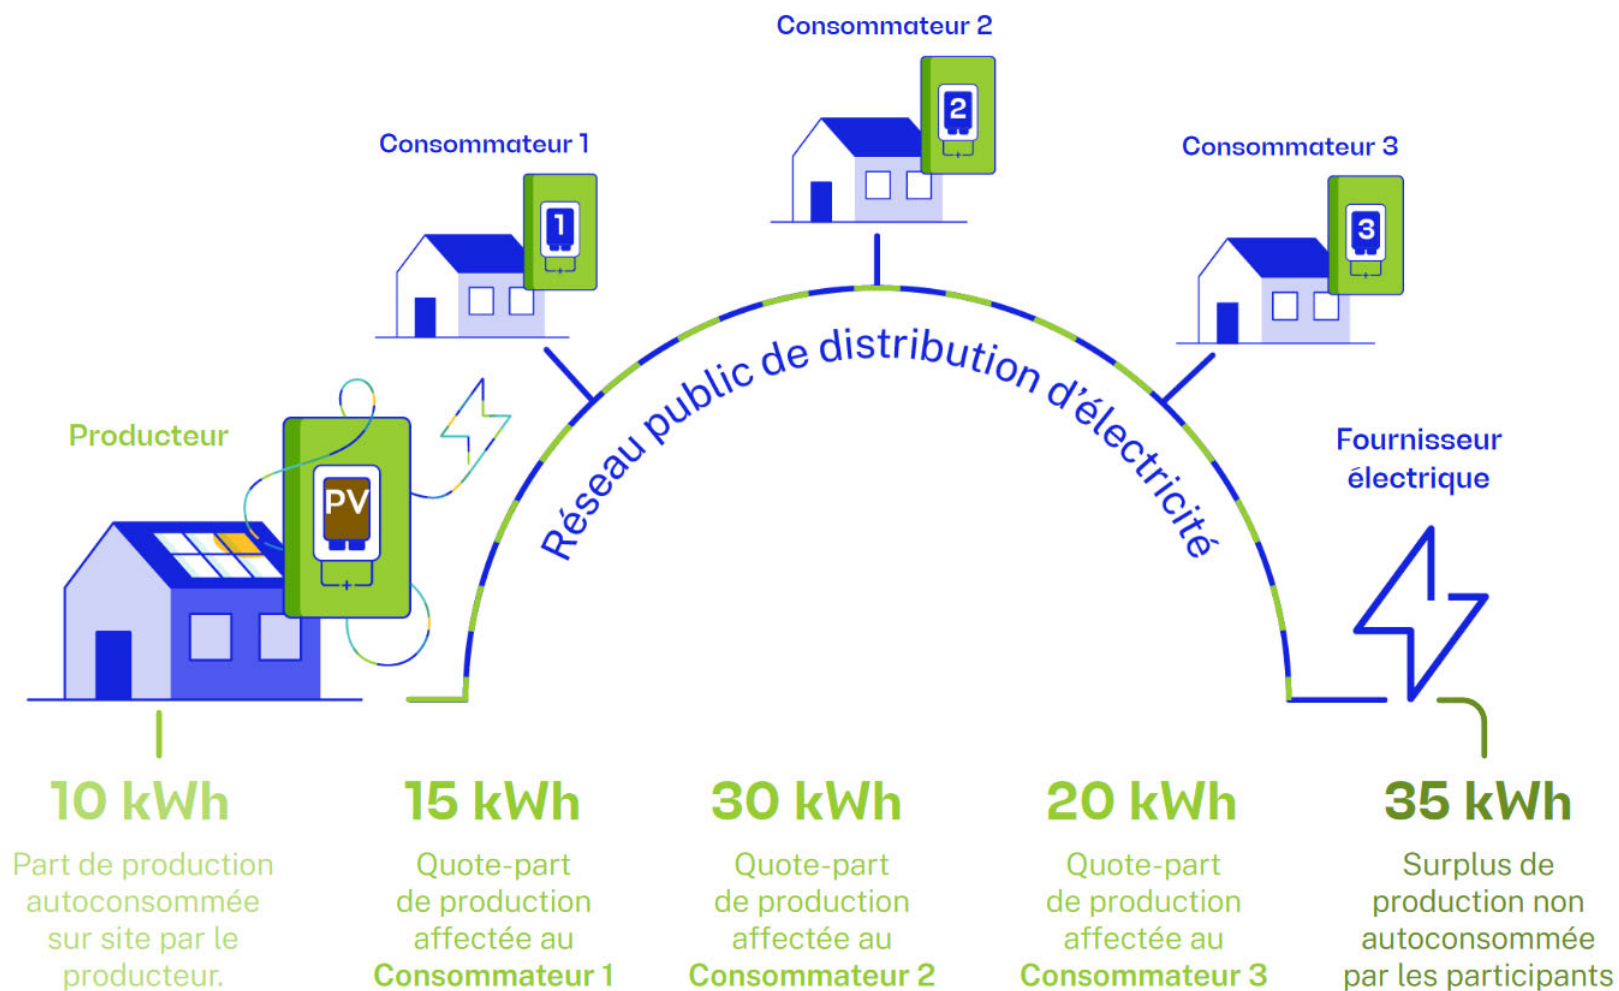 Consommateur 2
2
Consommateur 1
1
Consommateur 3
3
Producteur
PV
Réseau public de distribution d'électricité
Fournisseur
électrique
10 kWh
Part de production
autoconsommée
sur site par le
producteur.
15 kWh
Quote-part
de production
affectée au
Consommateur 1
30 kWh
Quote-part
de production
affectée au
Consommateur 2
20 kWh
Quote-part
de production
affectée au
Consommateur 3
35 kWh
Surplus de
production non
autoconsommée
par les participants